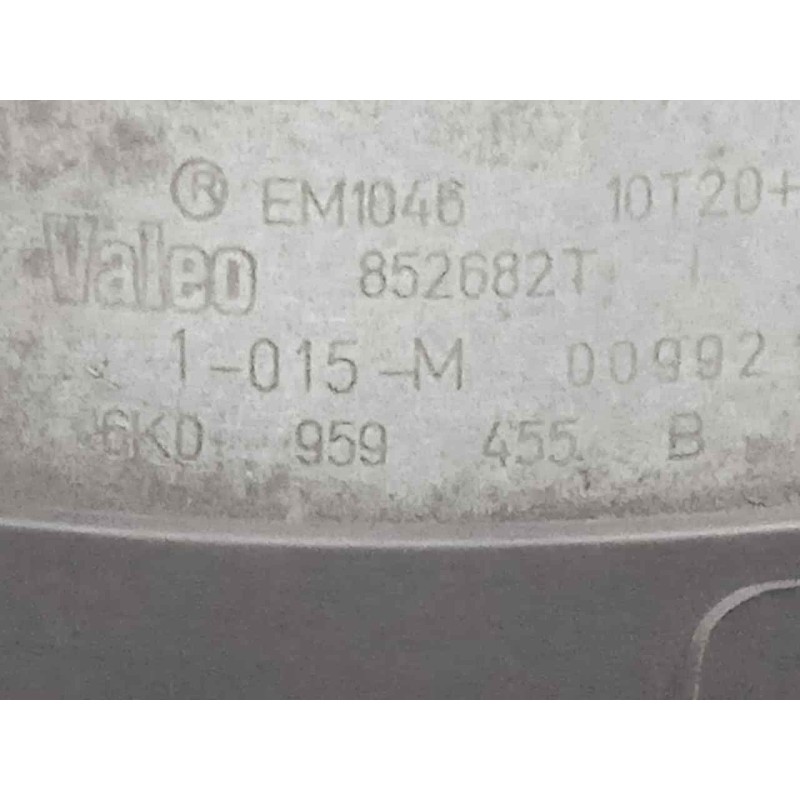 ® EM1046 10T20+
Valeo 852682T
1-015-M 00992
6K0 959 455 B